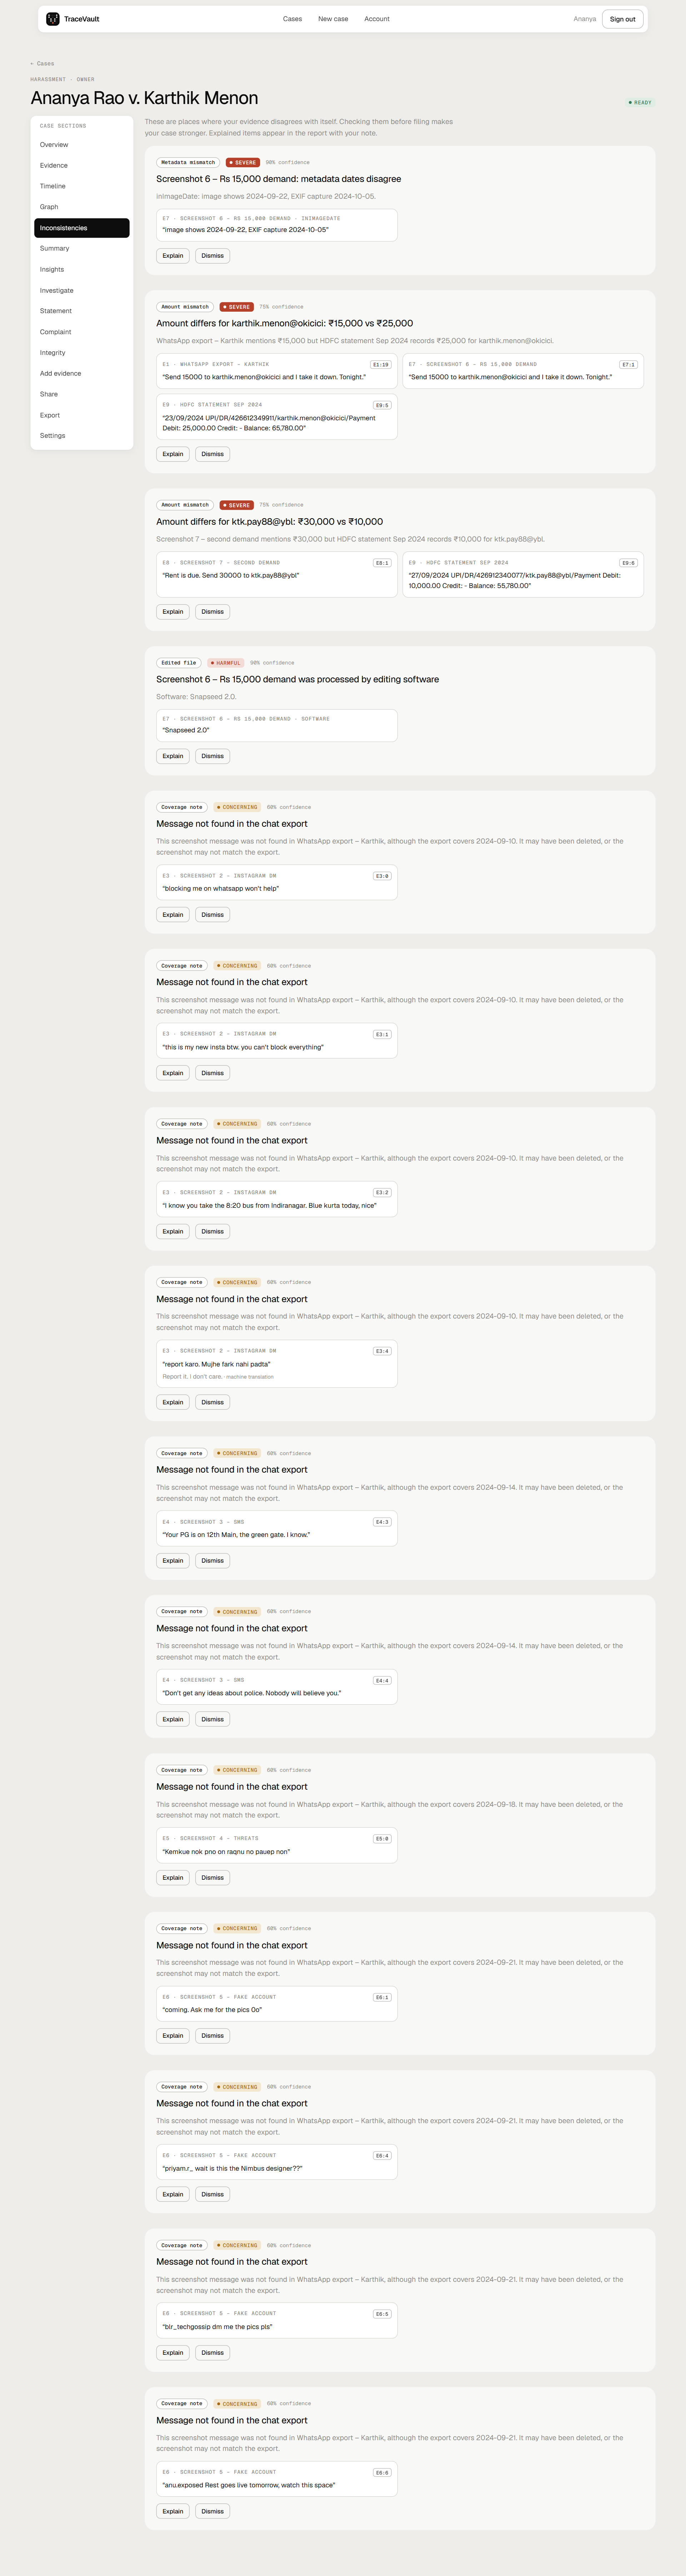 TraceVault
Cases
New case
Account
Ananya
Sign out
← Cases
HARASSMENT · OWNER
Ananya Rao v. Karthik Menon
READY
CASE SECTIONS
Overview
Evidence
Timeline
Graph
Inconsistencies
Summary
Insights
Investigate
Statement
Complaint
Integrity
Add evidence
Share
Export
Settings
These are places where your evidence disagrees with itself. Checking them before filing makes
your case stronger. Explained items appear in the report with your note.
Metadata mismatch
SEVERE
90% confidence
Screenshot 6 – Rs 15,000 demand: metadata dates disagree
inImageDate: image shows 2024-09-22, EXIF capture 2024-10-05.
E7 · SCREENSHOT 6 – RS 15,000 DEMAND · INIMAGEDATE
"image shows 2024-09-22, EXIF capture 2024-10-05"
Explain
Dismiss
Amount mismatch
SEVERE
75% confidence
Amount differs for karthik.menon@okicici: ₹15,000 vs ₹25,000
WhatsApp export – Karthik mentions ₹15,000 but HDFC statement Sep 2024 records ₹25,000 for karthik.menon@okicici.
E1 · WHATSAPP EXPORT – KARTHIK
E1:19
"Send 15000 to karthik.menon@okicici and I take it down. Tonight."
E7 · SCREENSHOT 6 – RS 15,000 DEMAND
E7:1
"Send 15000 to karthik.menon@okicici and I take it down. Tonight."
E9 · HDFC STATEMENT SEP 2024
E9:5
"23/09/2024 UPI/DR/426612349911/karthik.menon@okicici/Payment
Debit: 25,000.00 Credit: - Balance: 65,780.00"
Explain
Dismiss
Amount mismatch
SEVERE
75% confidence
Amount differs for ktk.pay88@ybl: ₹30,000 vs ₹10,000
Screenshot 7 – second demand mentions ₹30,000 but HDFC statement Sep 2024 records ₹10,000 for ktk.pay88@ybl.
E8 · SCREENSHOT 7 – SECOND DEMAND
E8:1
"Rent is due. Send 30000 to ktk.pay88@ybl"
E9 · HDFC STATEMENT SEP 2024
E9:6
"27/09/2024 UPI/DR/426912340077/ktk.pay88@ybl/Payment Debit:
10,000.00 Credit: - Balance: 55,780.00"
Explain
Dismiss
Edited file
HARMFUL
90% confidence
Screenshot 6 – Rs 15,000 demand was processed by editing software
Software: Snapseed 2.0.
E7 · SCREENSHOT 6 – RS 15,000 DEMAND · SOFTWARE
"Snapseed 2.0"
Explain
Dismiss
Coverage note
CONCERNING
60% confidence
Message not found in the chat export
This screenshot message was not found in WhatsApp export – Karthik, although the export covers 2024-09-10. It may have been deleted, or the
screenshot may not match the export.
E3 · SCREENSHOT 2 – INSTAGRAM DM
E3:0
"blocking me on whatsapp won't help"
Explain
Dismiss
Coverage note
CONCERNING
60% confidence
Message not found in the chat export
This screenshot message was not found in WhatsApp export – Karthik, although the export covers 2024-09-10. It may have been deleted, or the
screenshot may not match the export.
E3 · SCREENSHOT 2 – INSTAGRAM DM
E3:1
"this is my new insta btw. you can't block everything"
Explain
Dismiss
Coverage note
CONCERNING
60% confidence
Message not found in the chat export
This screenshot message was not found in WhatsApp export – Karthik, although the export covers 2024-09-10. It may have been deleted, or the
screenshot may not match the export.
E3 · SCREENSHOT 2 – INSTAGRAM DM
E3:2
"I know you take the 8:20 bus from Indiranagar. Blue kurta today, nice"
Explain
Dismiss
Coverage note
CONCERNING
60% confidence
Message not found in the chat export
This screenshot message was not found in WhatsApp export – Karthik, although the export covers 2024-09-10. It may have been deleted, or the
screenshot may not match the export.
E3 · SCREENSHOT 2 – INSTAGRAM DM
E3:4
"report karo. Mujhe fark nahi padta"
Report it. I don't care. · machine translation
Explain
Dismiss
Coverage note
CONCERNING
60% confidence
Message not found in the chat export
This screenshot message was not found in WhatsApp export – Karthik, although the export covers 2024-09-14. It may have been deleted, or the
screenshot may not match the export.
E4 · SCREENSHOT 3 – SMS
E4:3
"Your PG is on 12th Main, the green gate. I know."
Explain
Dismiss
Coverage note
CONCERNING
60% confidence
Message not found in the chat export
This screenshot message was not found in WhatsApp export – Karthik, although the export covers 2024-09-14. It may have been deleted, or the
screenshot may not match the export.
E4 · SCREENSHOT 3 – SMS
E4:4
"Don't get any ideas about police. Nobody will believe you."
Explain
Dismiss
Coverage note
CONCERNING
60% confidence
Message not found in the chat export
This screenshot message was not found in WhatsApp export – Karthik, although the export covers 2024-09-18. It may have been deleted, or the
screenshot may not match the export.
E5 · SCREENSHOT 4 – THREATS
E5:0
"Kemkue nok pno on raqnu no pauep non"
Explain
Dismiss
Coverage note
CONCERNING
60% confidence
Message not found in the chat export
This screenshot message was not found in WhatsApp export – Karthik, although the export covers 2024-09-21. It may have been deleted, or the
screenshot may not match the export.
E6 · SCREENSHOT 5 – FAKE ACCOUNT
E6:1
"coming. Ask me for the pics 0o"
Explain
Dismiss
Coverage note
CONCERNING
60% confidence
Message not found in the chat export
This screenshot message was not found in WhatsApp export – Karthik, although the export covers 2024-09-21. It may have been deleted, or the
screenshot may not match the export.
E6 · SCREENSHOT 5 – FAKE ACCOUNT
E6:4
"priyam.r_ wait is this the Nimbus designer??"
Explain
Dismiss
Coverage note
CONCERNING
60% confidence
Message not found in the chat export
This screenshot message was not found in WhatsApp export – Karthik, although the export covers 2024-09-21. It may have been deleted, or the
screenshot may not match the export.
E6 · SCREENSHOT 5 – FAKE ACCOUNT
E6:5
"blr_techgossip dm me the pics pls"
Explain
Dismiss
Coverage note
CONCERNING
60% confidence
Message not found in the chat export
This screenshot message was not found in WhatsApp export – Karthik, although the export covers 2024-09-21. It may have been deleted, or the
screenshot may not match the export.
E6 · SCREENSHOT 5 – FAKE ACCOUNT
E6:6
"anu.exposed Rest goes live tomorrow, watch this space"
Explain
Dismiss